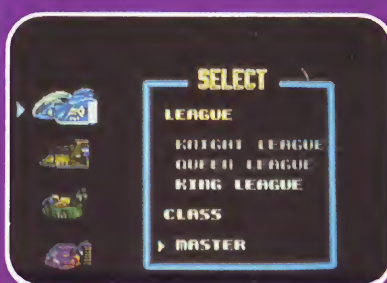 SELECT
LEAGUE
KNIGHT LEAGUE
QUEEN LEAGUE
KING LEAGUE
CLASS
MASTER